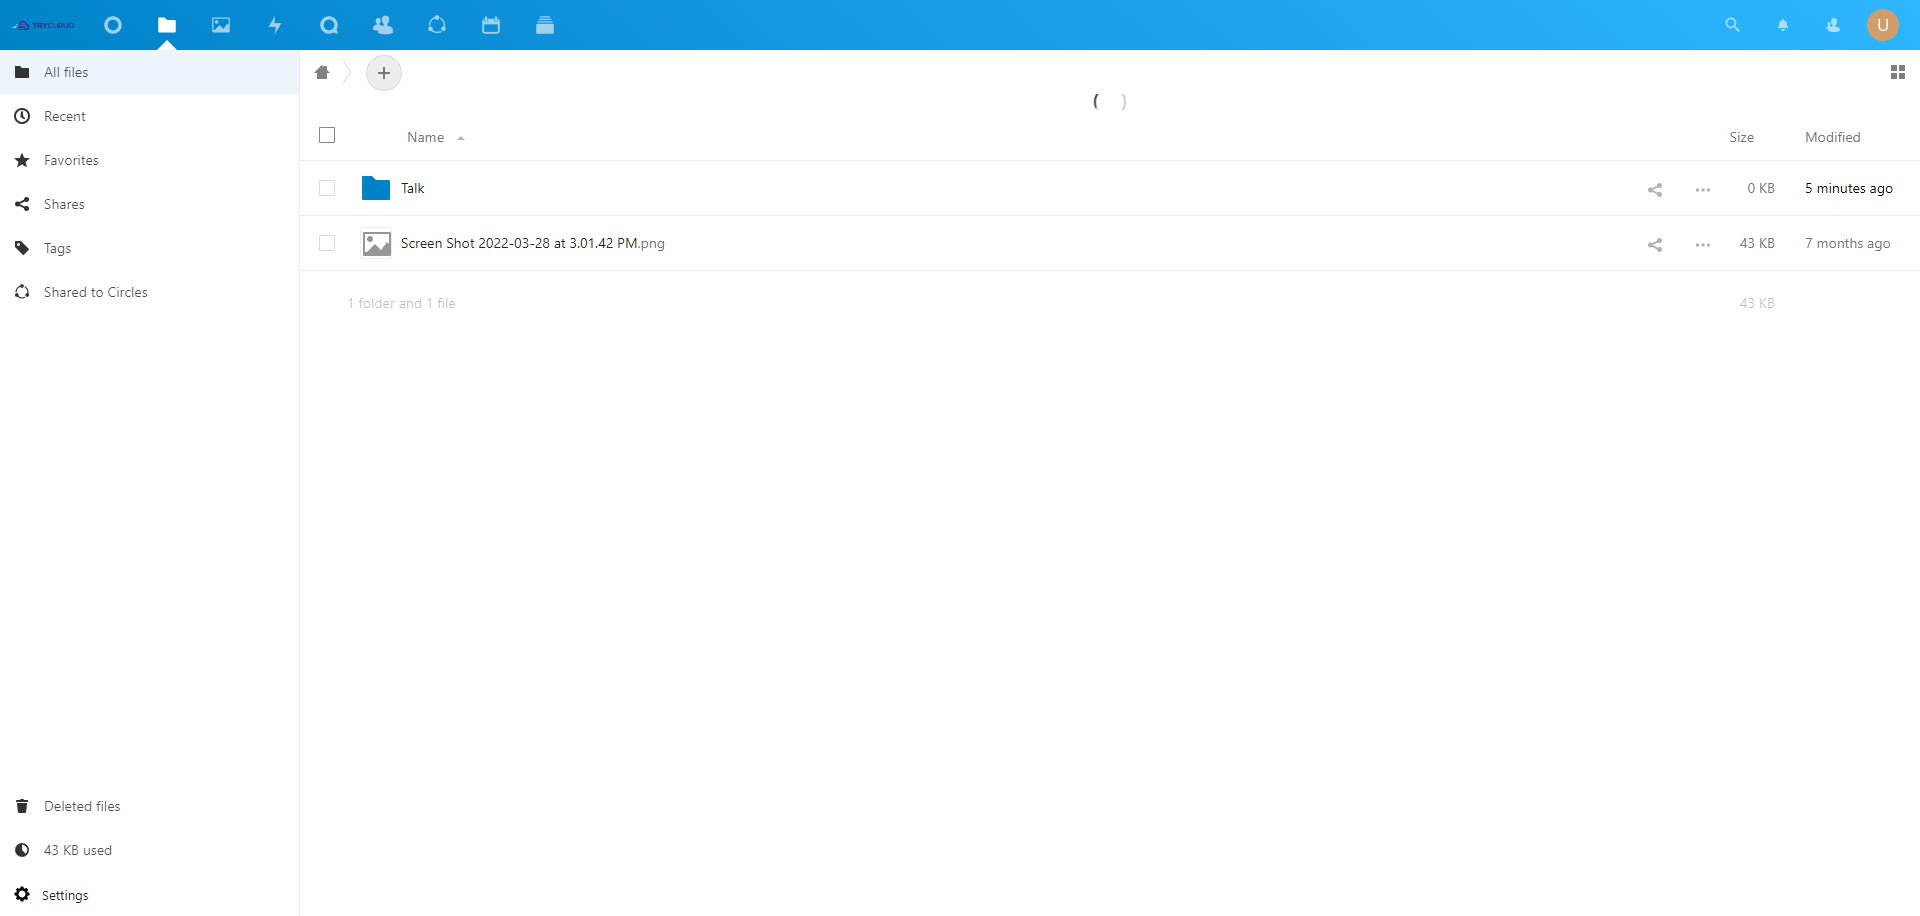 TRYCLOUD
U
All files
Recent
Favorites
Shares
Tags
Shared to Circles
Name
Size
Modified
Talk
0 KB
5 minutes ago
Screen Shot 2022-03-28 at 3.01.42 PM.png
43 KB
7 months ago
1 folder and 1 file
43 KB
Deleted files
43 KB used
Settings